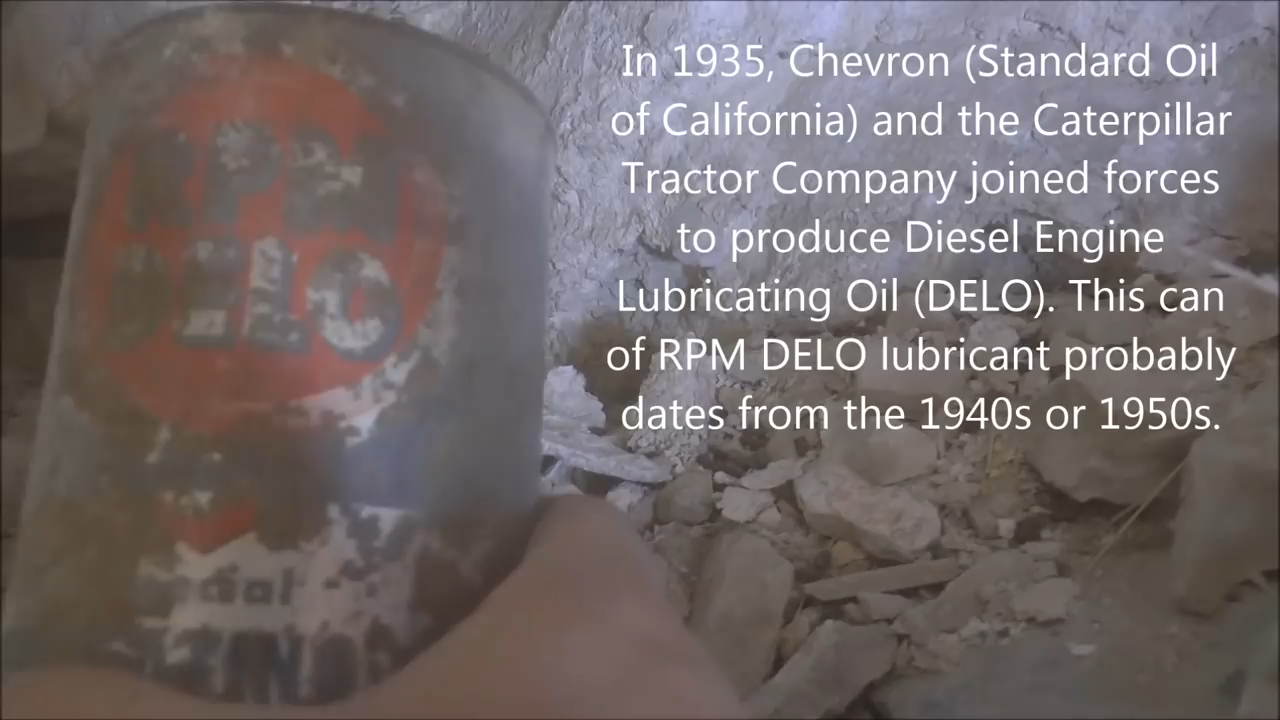 RPM
DELO
In 1935, Chevron (Standard Oil
of California) and the Caterpillar
Tractor Company joined forces
to produce Diesel Engine
Lubricating Oil (DELO). This can
of RPM DELO lubricant probably
dates from the 1940s or 1950s.